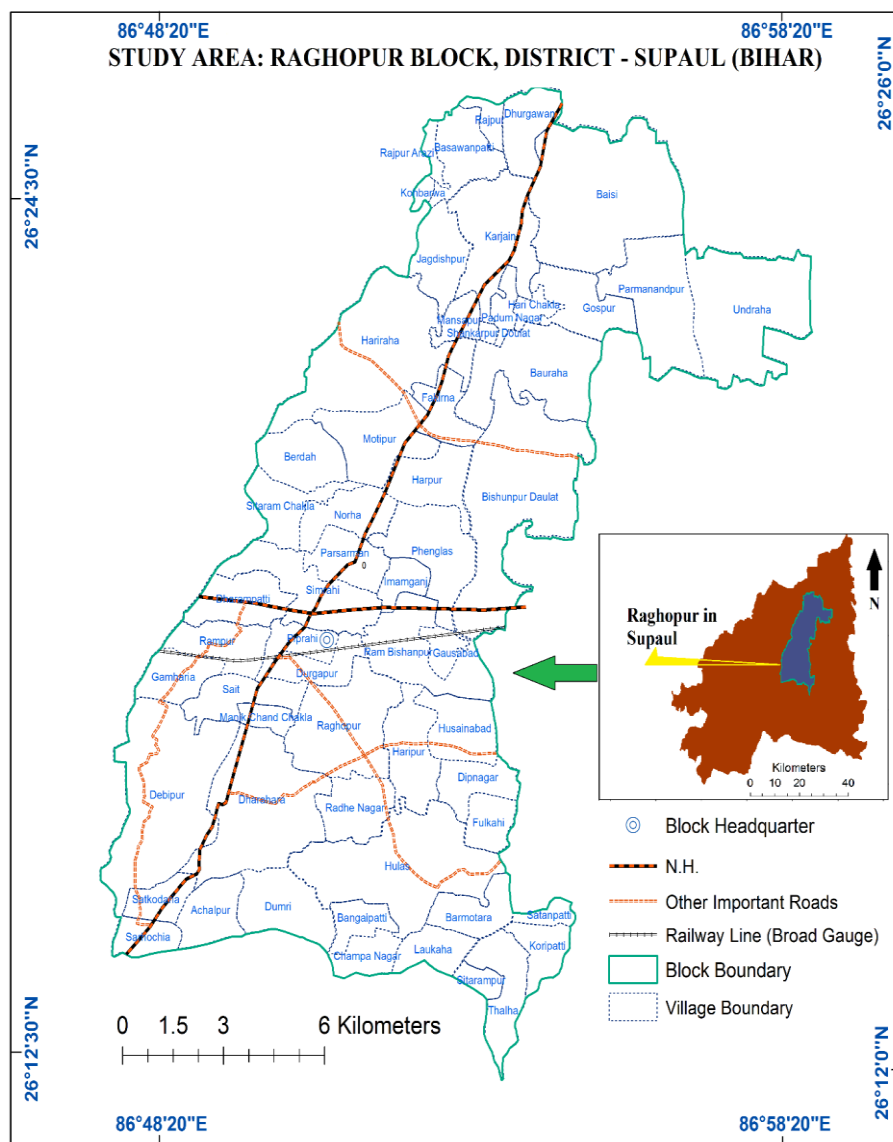 86°48'20"E
86°58'20"E
STUDY AREA: RAGHOPUR BLOCK, DISTRICT - SUPAUL (BIHAR)
26°26'0"N
26°24'30"N
Rajpur
Dhurgawan
Basawanpatti
Rajpur Arazi
Konbarwa
Baisi
Karjain
Jagdishpur
Parmanandpur
Undraha
Hari Chakla
Gospur
Mansapur
Padum Nagar
Shankarpur Doulat
Hariraha
Bauraha
Faturna
Motipur
Berdah
Harpur
Bishunpur Daulat
Sitaram Chakla
Norha
Parsarman
Phenglas
0
Imamganj
Simrahi
Dharampatti
Rampur
Piprahi
Ram Bishanpur
Gausabad
Gamharia
Durgapur
Sait
Manik Chand Chakla
Raghopur
Husainabad
Haripur
Dipnagar
Debipur
Dharahara
Radhe Nagar
Fulkahi
Hulas
Satkodaria
Achalpur
Dumri
Bangalpatti
Barmotara
Satanpatti
Samochia
Champa Nagar
Laukaha
Koripatti
Sitarampur
Thalha
Raghopur in
Supaul
N
Kilometers
0 10 20 40
Block Headquarter
N.H.
Other Important Roads
Railway Line (Broad Gauge)
Block Boundary
Village Boundary
0 1.5 3 6 Kilometers
26°12'30"N
26°12'0"N
86°48'20"E
86°58'20"E